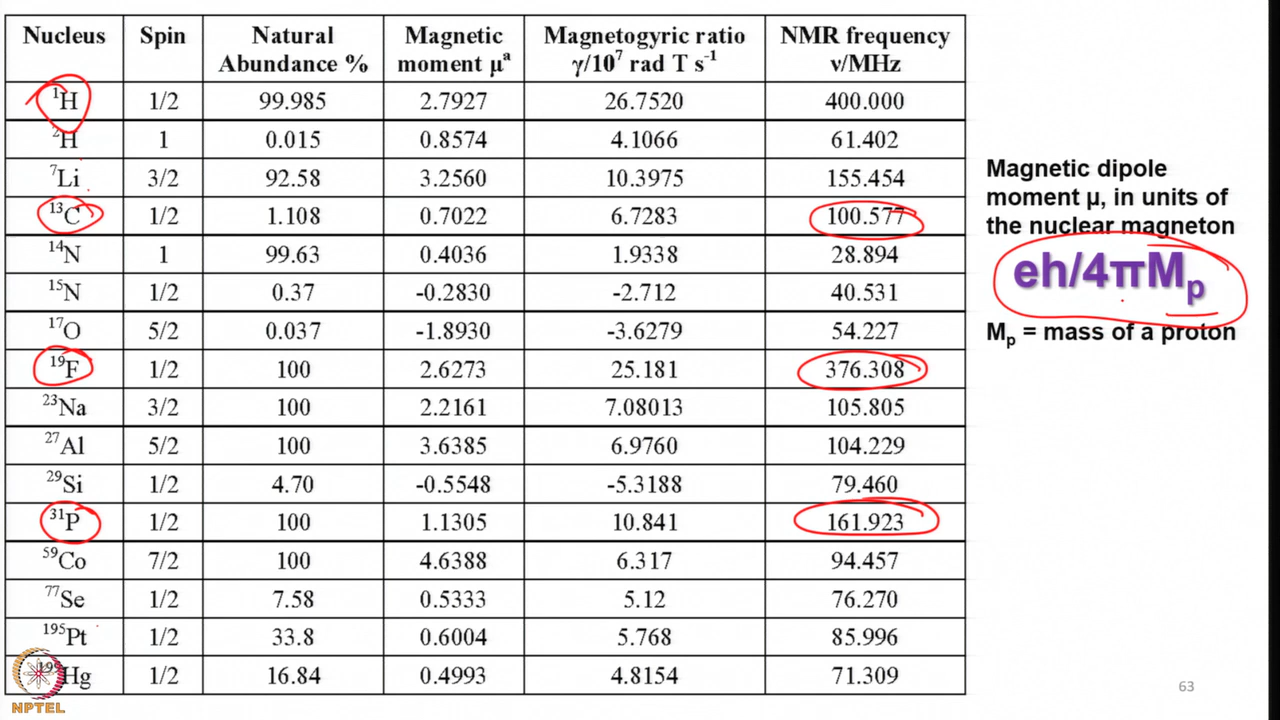 Nucleus Spin Natural Abundance % Magnetic moment μᵃ Magnetogyric ratio γ/10⁷ rad T s⁻¹ NMR frequency ν/MHz
¹H 1/2 99.985 2.7927 26.7520 400.000
²H 1 0.015 0.8574 4.1066 61.402
⁷Li 3/2 92.58 3.2560 10.3975 155.454
¹³C 1/2 1.108 0.7022 6.7283 100.577
¹⁴N 1 99.63 0.4036 1.9338 28.894
¹⁵N 1/2 0.37 -0.2830 -2.712 40.531
¹⁷O 5/2 0.037 -1.8930 -3.6279 54.227
¹⁹F 1/2 100 2.6273 25.181 376.308
²³Na 3/2 100 2.2161 7.08013 105.805
²⁷Al 5/2 100 3.6385 6.9760 104.229
²⁹Si 1/2 4.70 -0.5548 -5.3188 79.460
³¹P 1/2 100 1.1305 10.841 161.923
⁵⁹Co 7/2 100 4.6388 6.317 94.457
⁷⁷Se 1/2 7.58 0.5333 5.12 76.270
¹⁹⁵Pt 1/2 33.8 0.6004 5.768 85.996
Hg 1/2 16.84 0.4993 4.8154 71.309
Magnetic dipole
moment μ, in units of
the nuclear magneton
eh/4πMₚ
Mₚ = mass of a proton
63
NPTEL